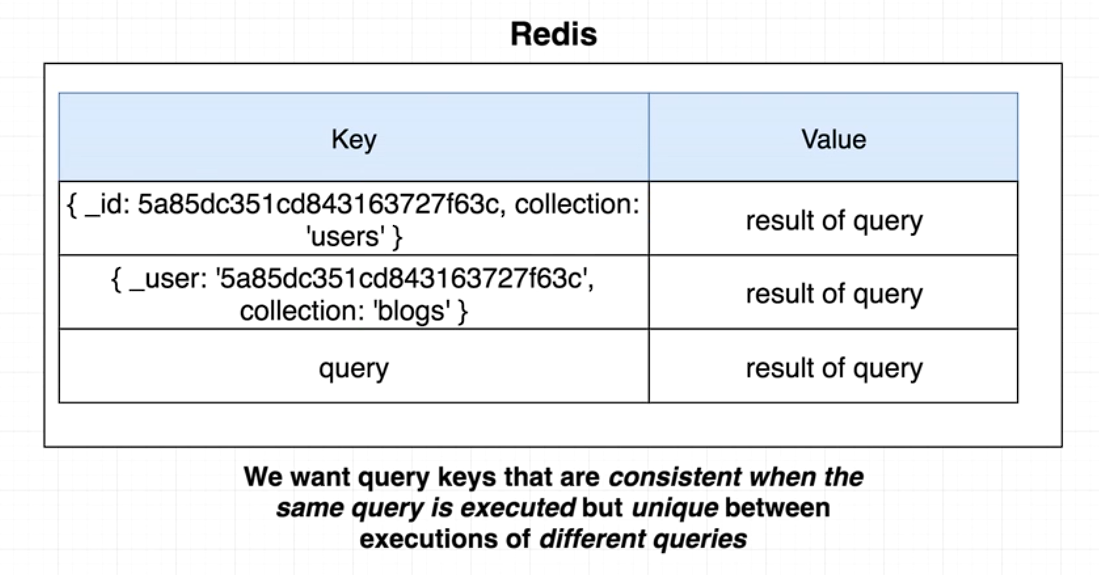 Redis
Key
Value
{ _id: 5a85dc351cd843163727f63c, collection:
'users' }
result of query
{ _user: '5a85dc351cd843163727f63c',
collection: 'blogs' }
result of query
query
result of query
We want query keys that are consistent when the
same query is executed but unique between
executions of different queries